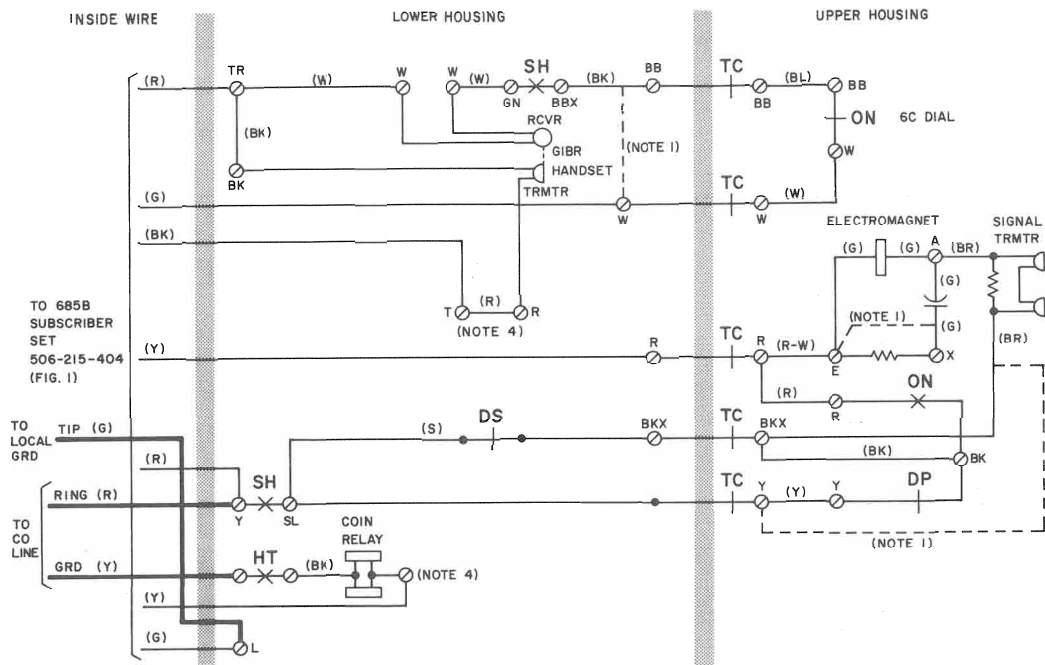 INSIDE WIRE
LOWER HOUSING
UPPER HOUSING
(R)
TR
(W)
W
W
(W)
SH
GN
BBX
(BK)
BB
TC
BB
(BL)
BB
ON
6C DIAL
W
(BK)
BK
RCVR
GIBR
HANDSET
TRMTR
(NOTE 1)
(G)
W
TC
W
(W)
(BK)
T
(R)
R
(NOTE 4)
ELECTROMAGNET
SIGNAL
TRMTR
(G)
(G)
A
(BR)
(G)
(NOTE 1)
(G)
(BR)
TO 685B
SUBSCRIBER
SET
506-215-404
(FIG. 1)
(Y)
R
TC
R
(R-W)
E
X
(R)
R
ON
TO
LOCAL
GRD
TIP (G)
(S)
DS
BKX
TC
BKX
(BK)
BK
(R)
SH
RING (R)
Y
SL
TC
Y
(Y)
Y
DP
(NOTE 1)
TO
CO
LINE
COIN
RELAY
HT
GRD (Y)
(BK)
(NOTE 4)
(Y)
(G)
L